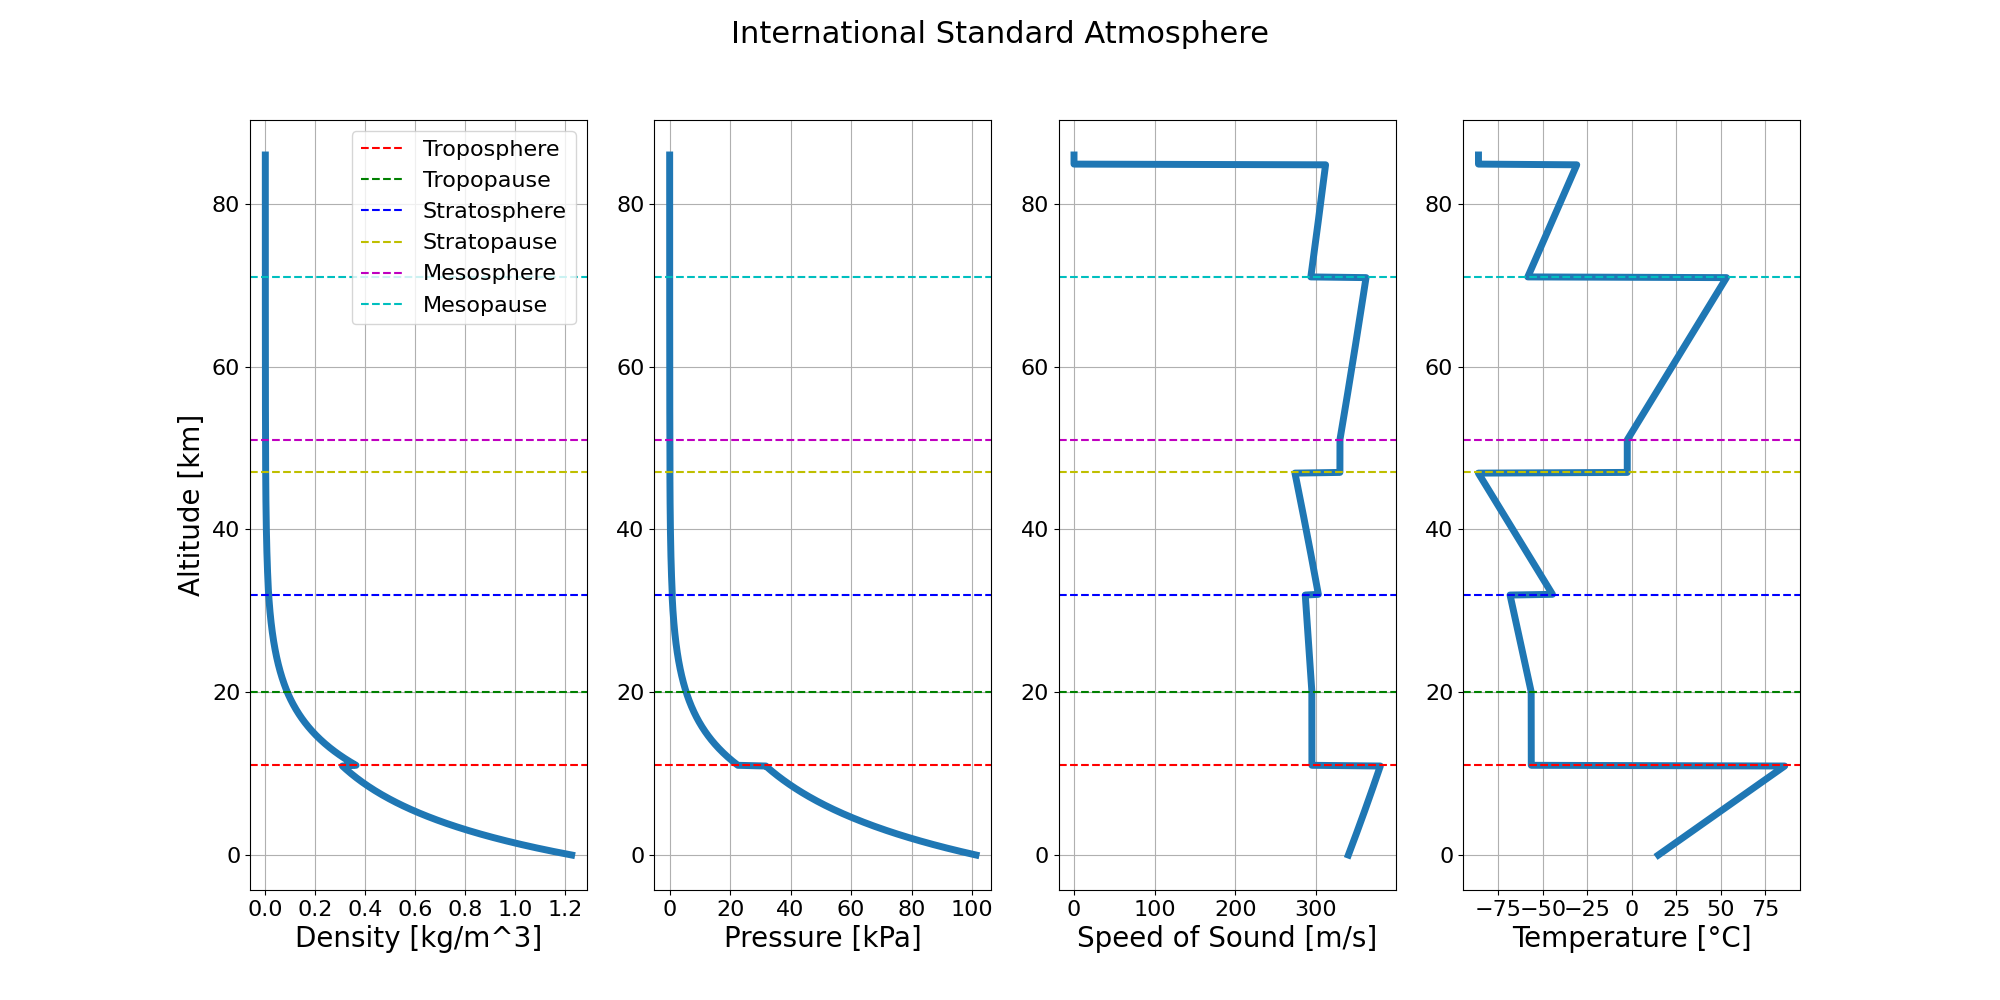 International Standard Atmosphere
Troposphere
Tropopause
Stratosphere
Stratopause
Mesosphere
Mesopause
Altitude [km]
80
60
40
20
0
0.0 0.2 0.4 0.6 0.8 1.0 1.2
Density [kg/m^3]
80
60
40
20
0
0 20 40 60 80 100
Pressure [kPa]
80
60
40
20
0
0 100 200 300
Speed of Sound [m/s]
80
60
40
20
0
−75 −50 −25 0 25 50 75
Temperature [°C]